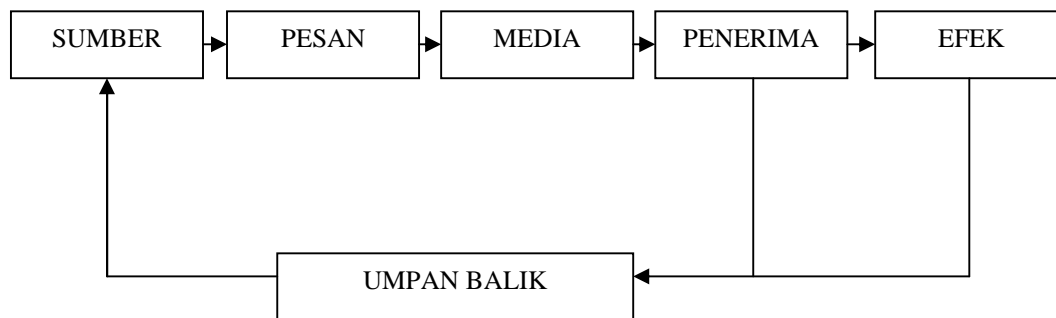 SUMBER
PESAN
MEDIA
PENERIMA
EFEK
UMPAN BALIK